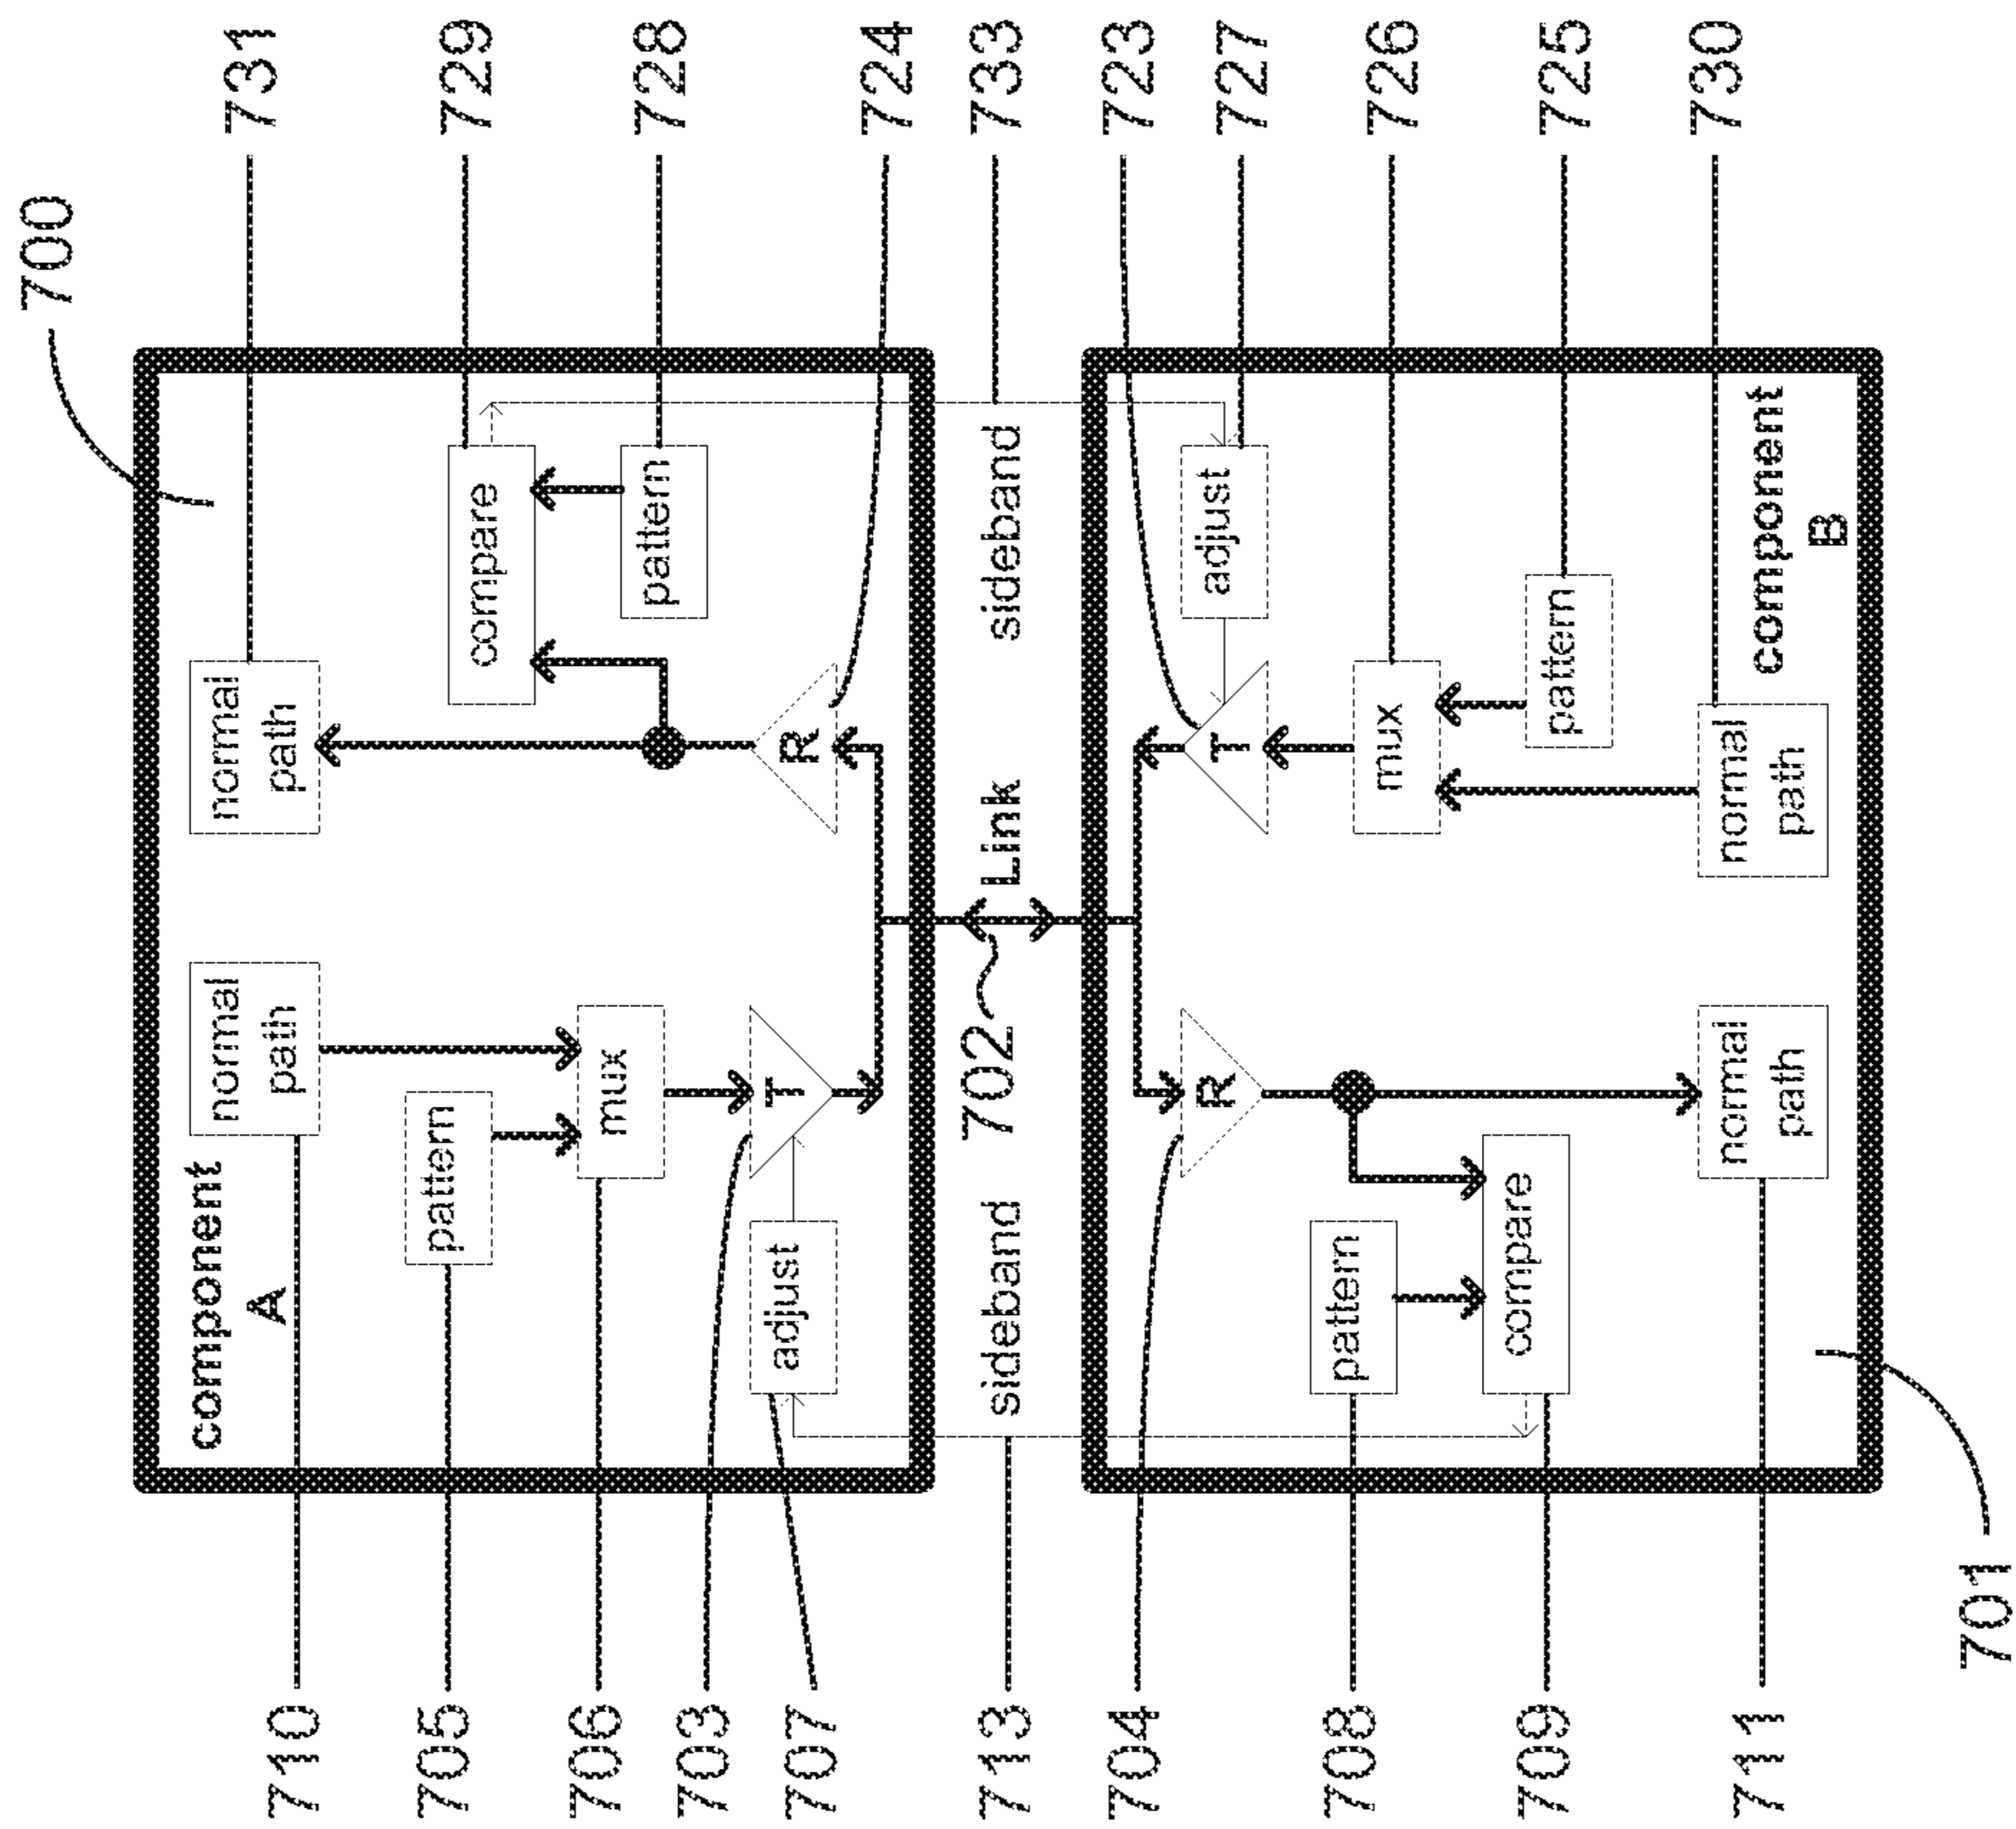 700
710
705
706
703
707
713
704
708
709
711
701
component
A
normal
path
pattern
mux
T
adjust
normal
path
compare
pattern
R
sideband
702
Link
sideband
R
pattern
compare
normal
path
T
adjust
mux
pattern
normal
path
component
B
731
729
728
724
733
723
727
726
725
730